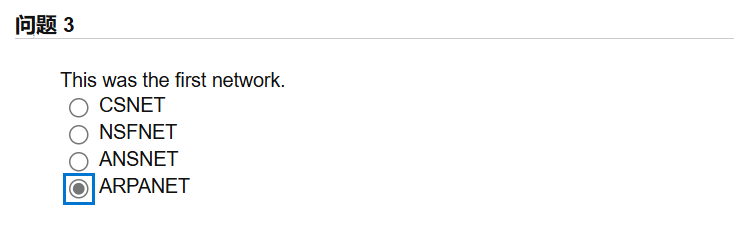 问题 3
This was the first network.
CSNET
NSFNET
ANSNET
ARPANET